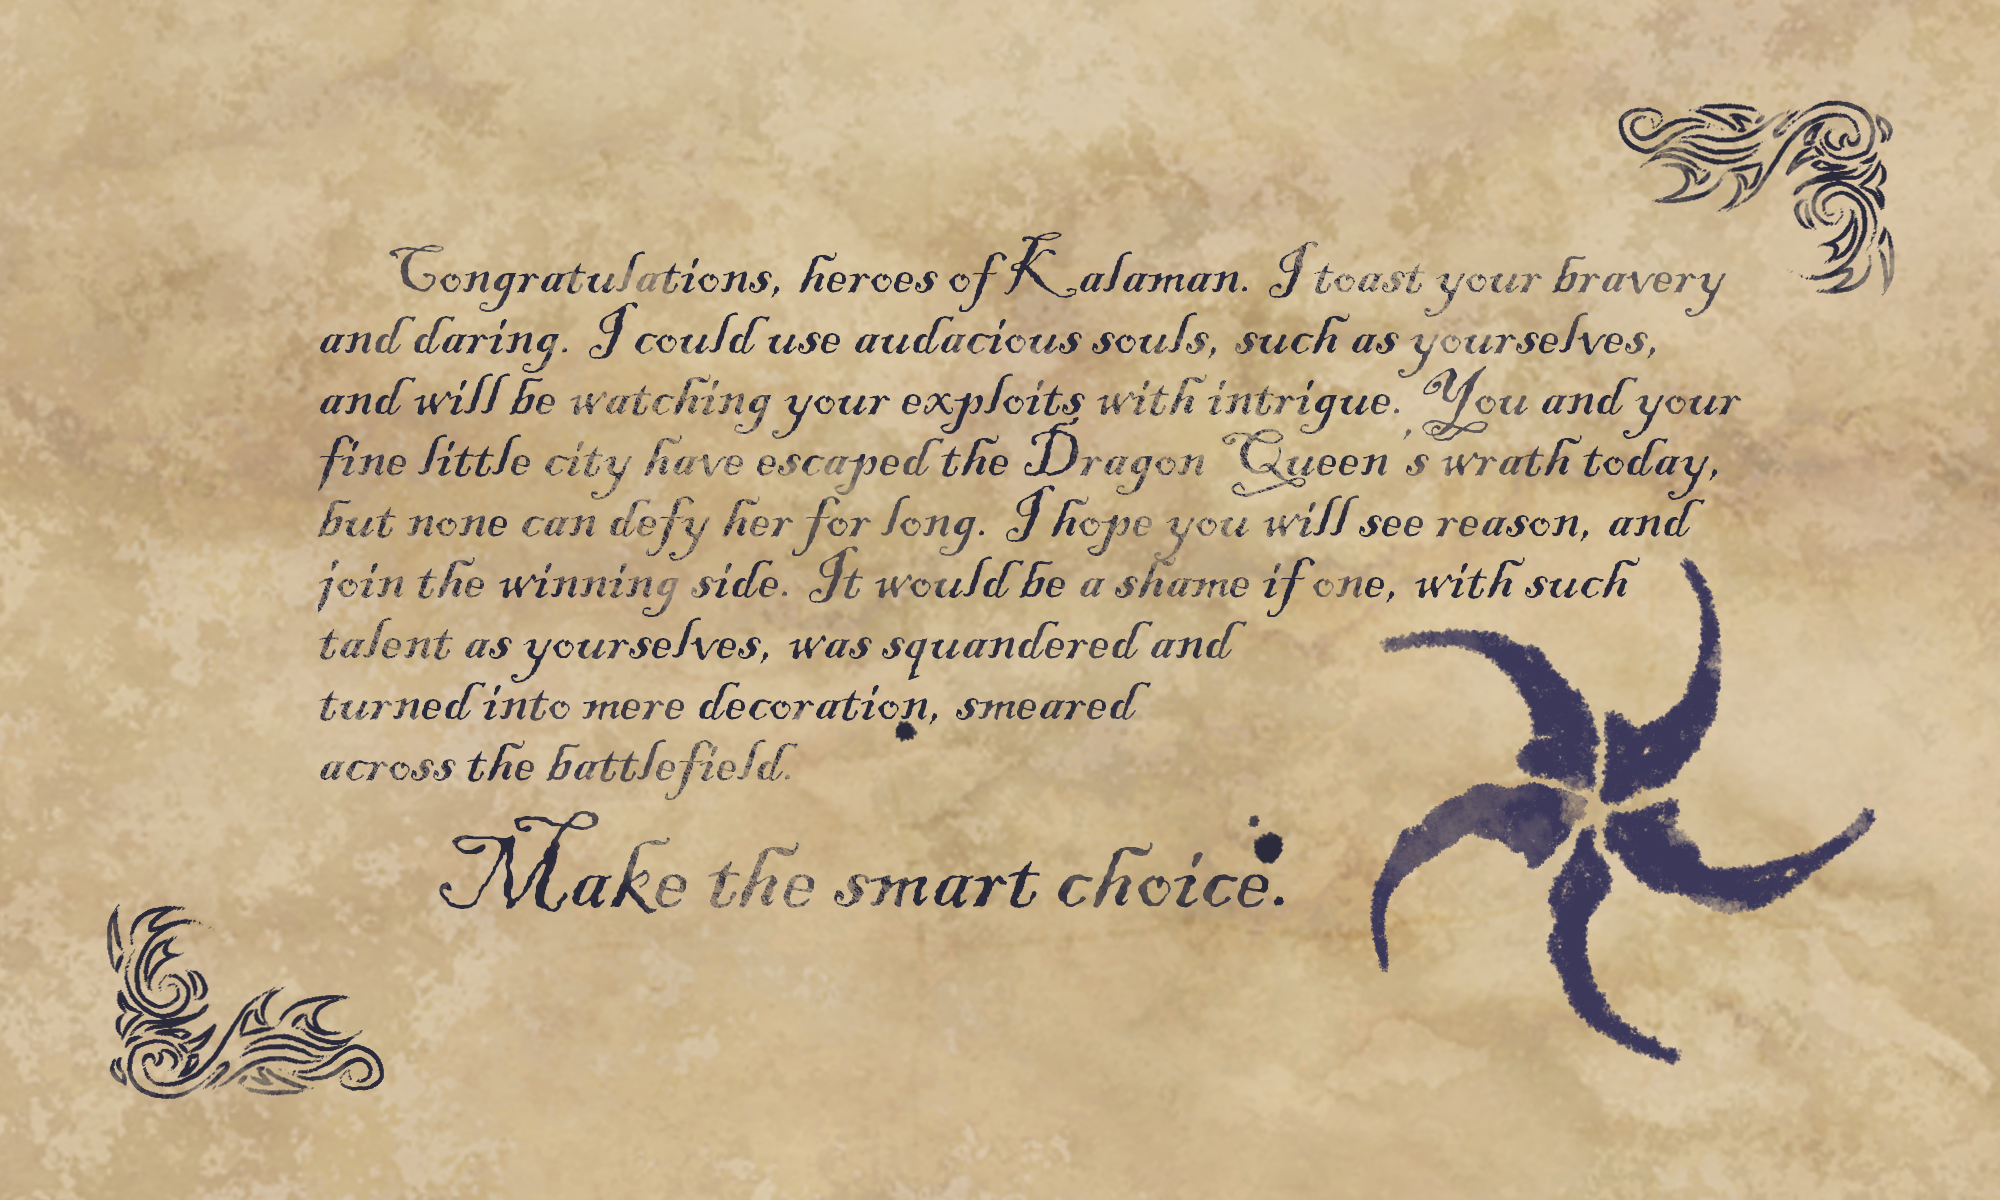 Congratulations, heroes of Kalaman. I toast your bravery
and daring. I could use audacious souls, such as yourselves,
and will be watching your exploits with intrigue. You and your
fine little city have escaped the Dragon Queen's wrath today,
but none can defy her for long. I hope you will see reason, and
join the winning side. It would be a shame if one, with such
talent as yourselves, was squandered and
turned into mere decoration, smeared
across the battlefield.
Make the smart choice.